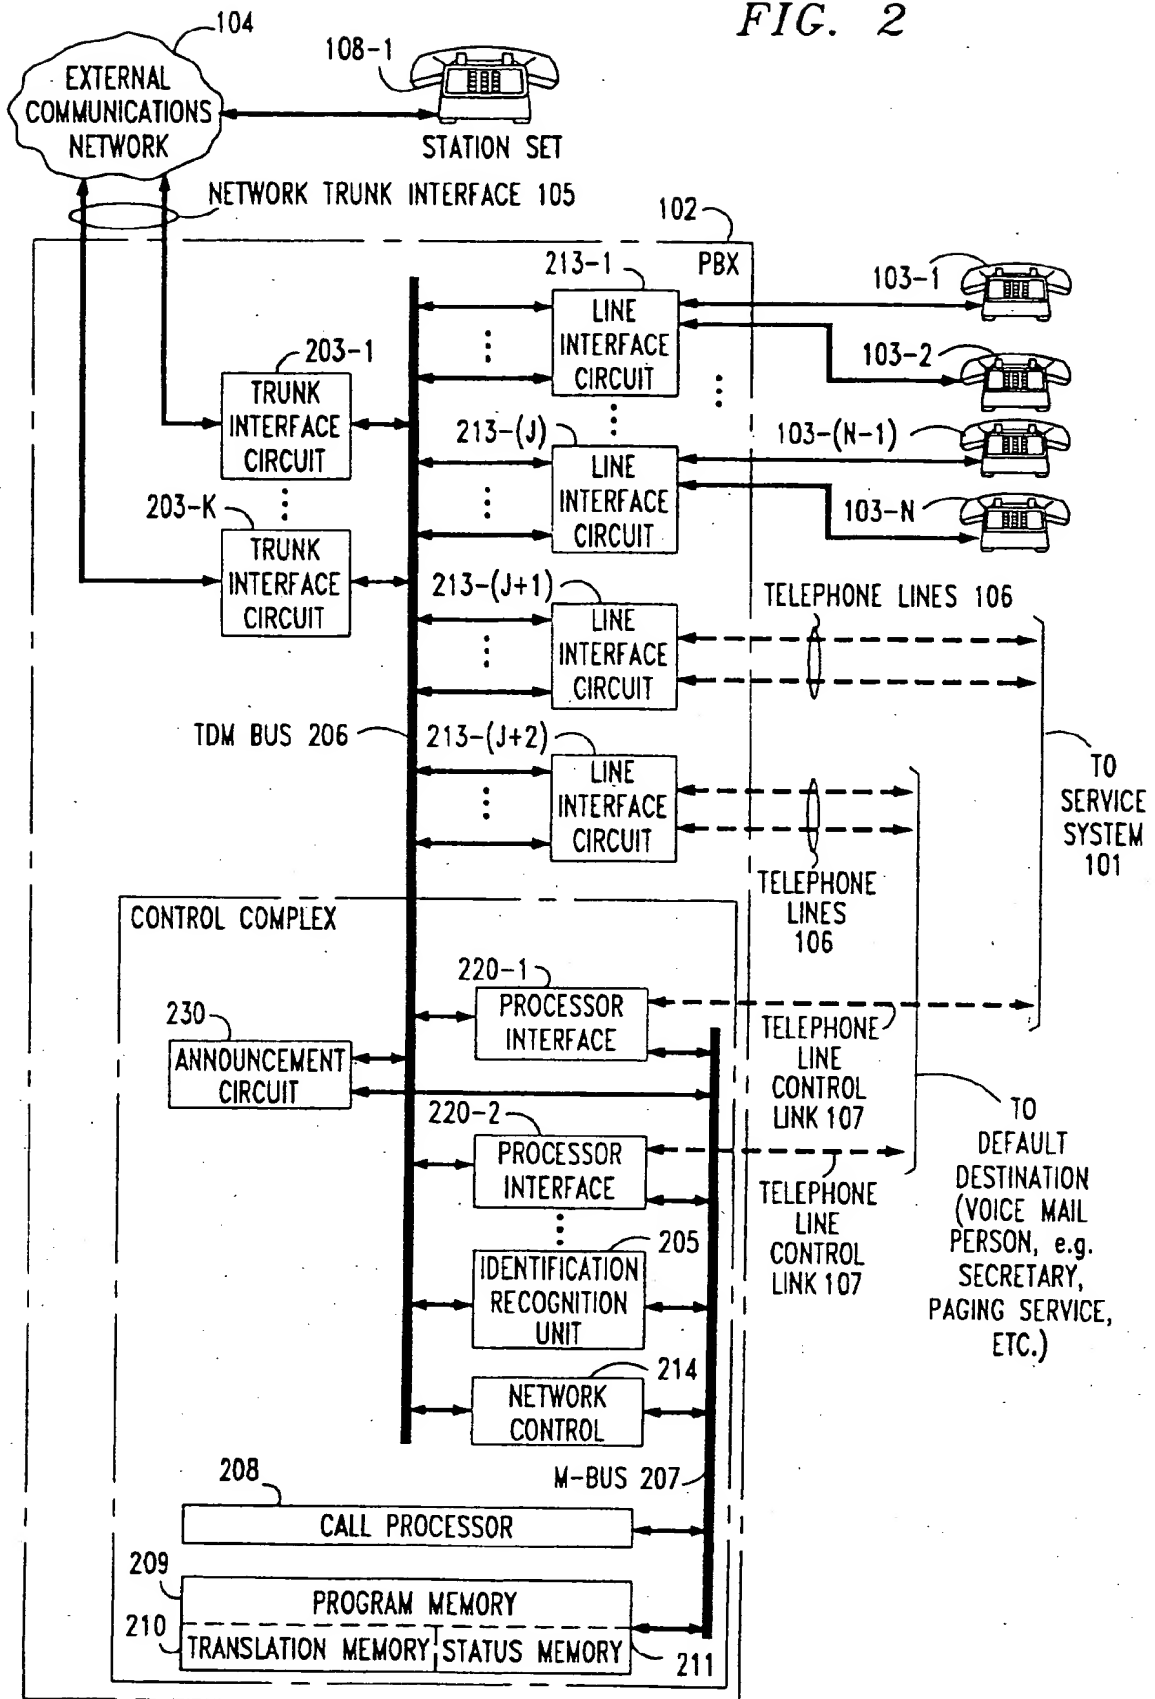 FIG. 2
104
EXTERNAL
COMMUNICATIONS
NETWORK
108-1
STATION SET
NETWORK TRUNK INTERFACE 105
102
PBX
213-1
LINE
INTERFACE
CIRCUIT
103-1
103-2
203-1
TRUNK
INTERFACE
CIRCUIT
213-(J)
LINE
INTERFACE
CIRCUIT
103-(N-1)
103-N
203-K
TRUNK
INTERFACE
CIRCUIT
213-(J+1)
LINE
INTERFACE
CIRCUIT
TELEPHONE LINES 106
TDM BUS 206
213-(J+2)
LINE
INTERFACE
CIRCUIT
TELEPHONE
LINES
106
TO
SERVICE
SYSTEM
101
CONTROL COMPLEX
220-1
PROCESSOR
INTERFACE
230
ANNOUNCEMENT
CIRCUIT
TELEPHONE
LINE
CONTROL
LINK 107
220-2
PROCESSOR
INTERFACE
TELEPHONE
LINE
CONTROL
LINK 107
TO
DEFAULT
DESTINATION
(VOICE MAIL
PERSON, e.g.
SECRETARY,
PAGING SERVICE,
ETC.)
205
IDENTIFICATION
RECOGNITION
UNIT
214
NETWORK
CONTROL
M-BUS 207
208
CALL PROCESSOR
209
PROGRAM MEMORY
210
TRANSLATION MEMORY
STATUS MEMORY
211